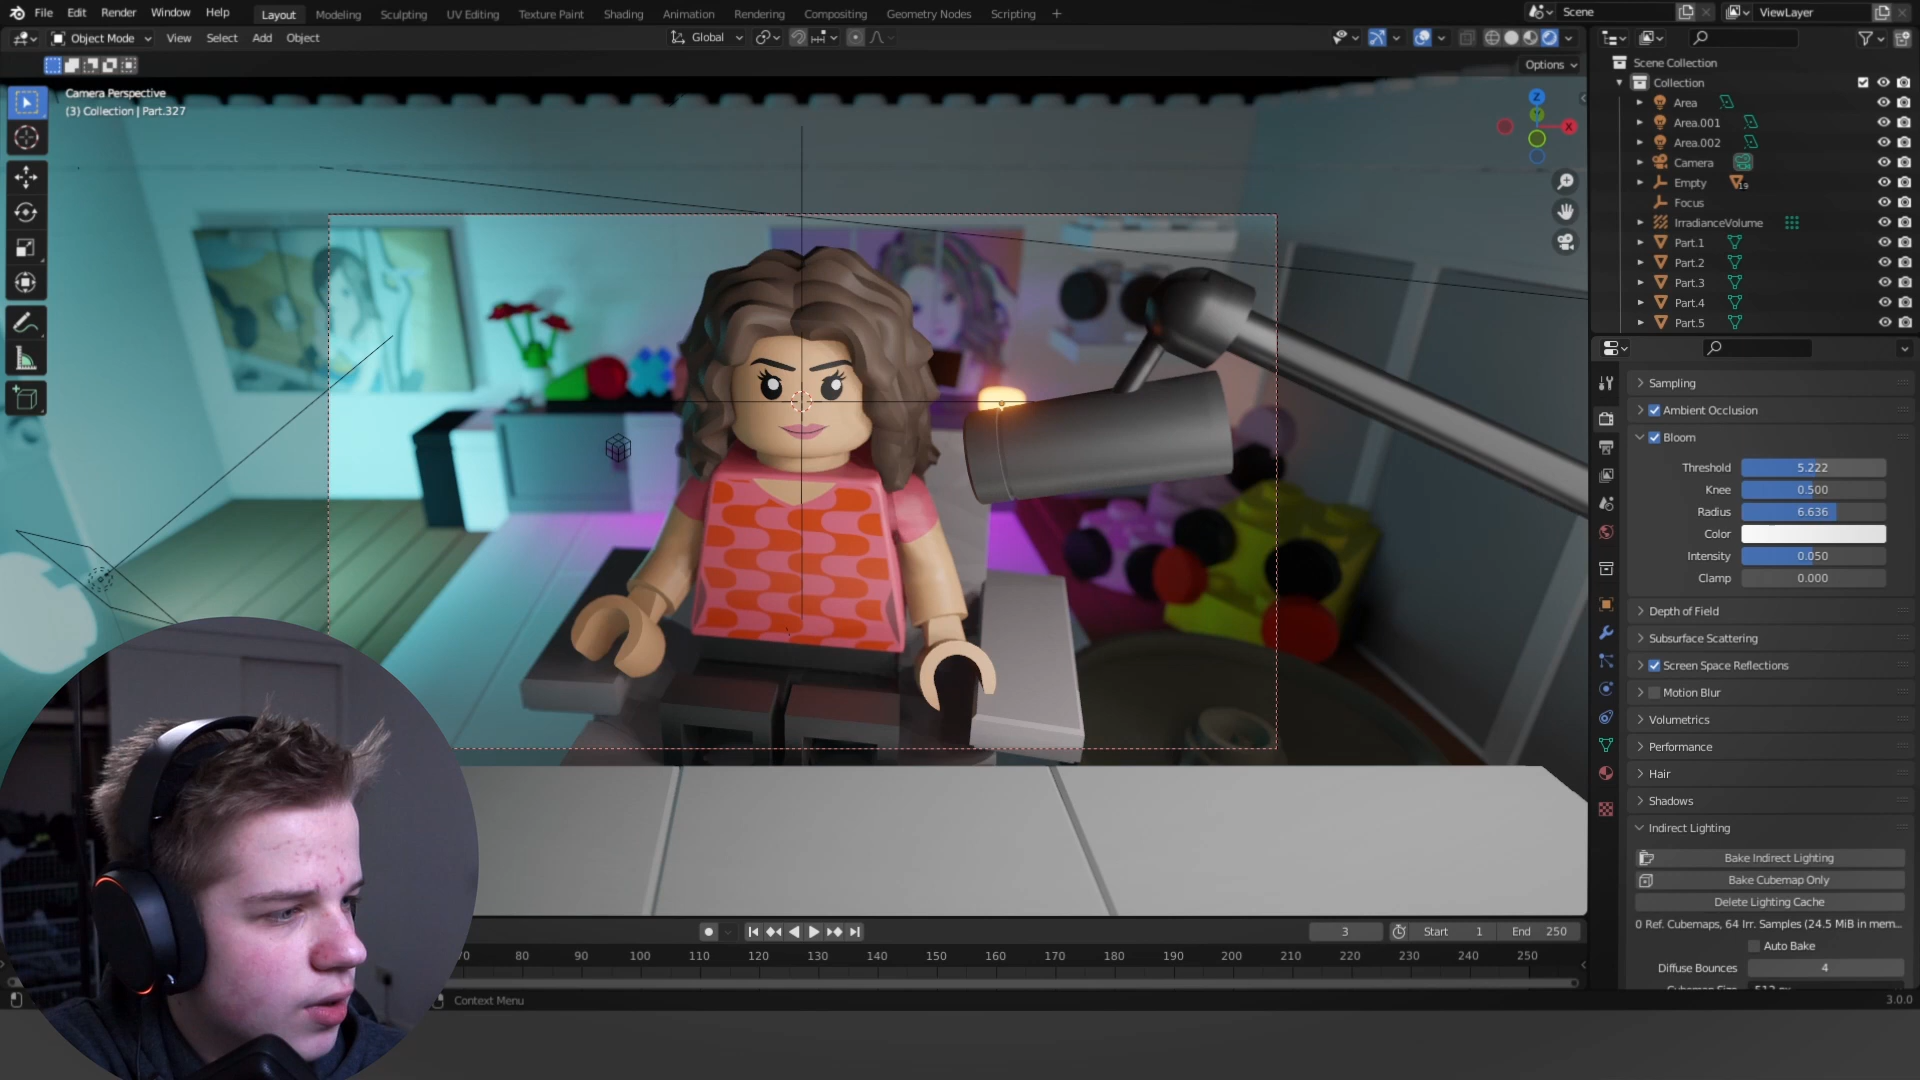 File Edit Render Window Help Layout Modeling Sculpting UV Editing Texture Paint Shading Animation Rendering Compositing Geometry Nodes Scripting + Scene ViewLayer
Object Mode View Select Add Object Global
Options
Camera Perspective
(3) Collection | Part.327
Z
Y
X
Scene Collection
Collection
Area
Area.001
Area.002
Camera
Empty 19
Focus
IrradianceVolume
Part.1
Part.2
Part.3
Part.4
Part.5
Sampling
Ambient Occlusion
Bloom
Threshold 5.222
Knee 0.500
Radius 6.636
Color
Intensity 0.050
Clamp 0.000
Depth of Field
Subsurface Scattering
Screen Space Reflections
Motion Blur
Volumetrics
Performance
Hair
Shadows
Indirect Lighting
Bake Indirect Lighting
Bake Cubemap Only
Delete Lighting Cache
0 Ref. Cubemaps, 64 Irr. Samples (24.5 MiB in mem...
Auto Bake
Diffuse Bounces 4
3 Start 1 End 250
70 80 90 100 110 120 130 140 150 160 170 180 190 200 210 220 230 240 250
Context Menu
3.0.0